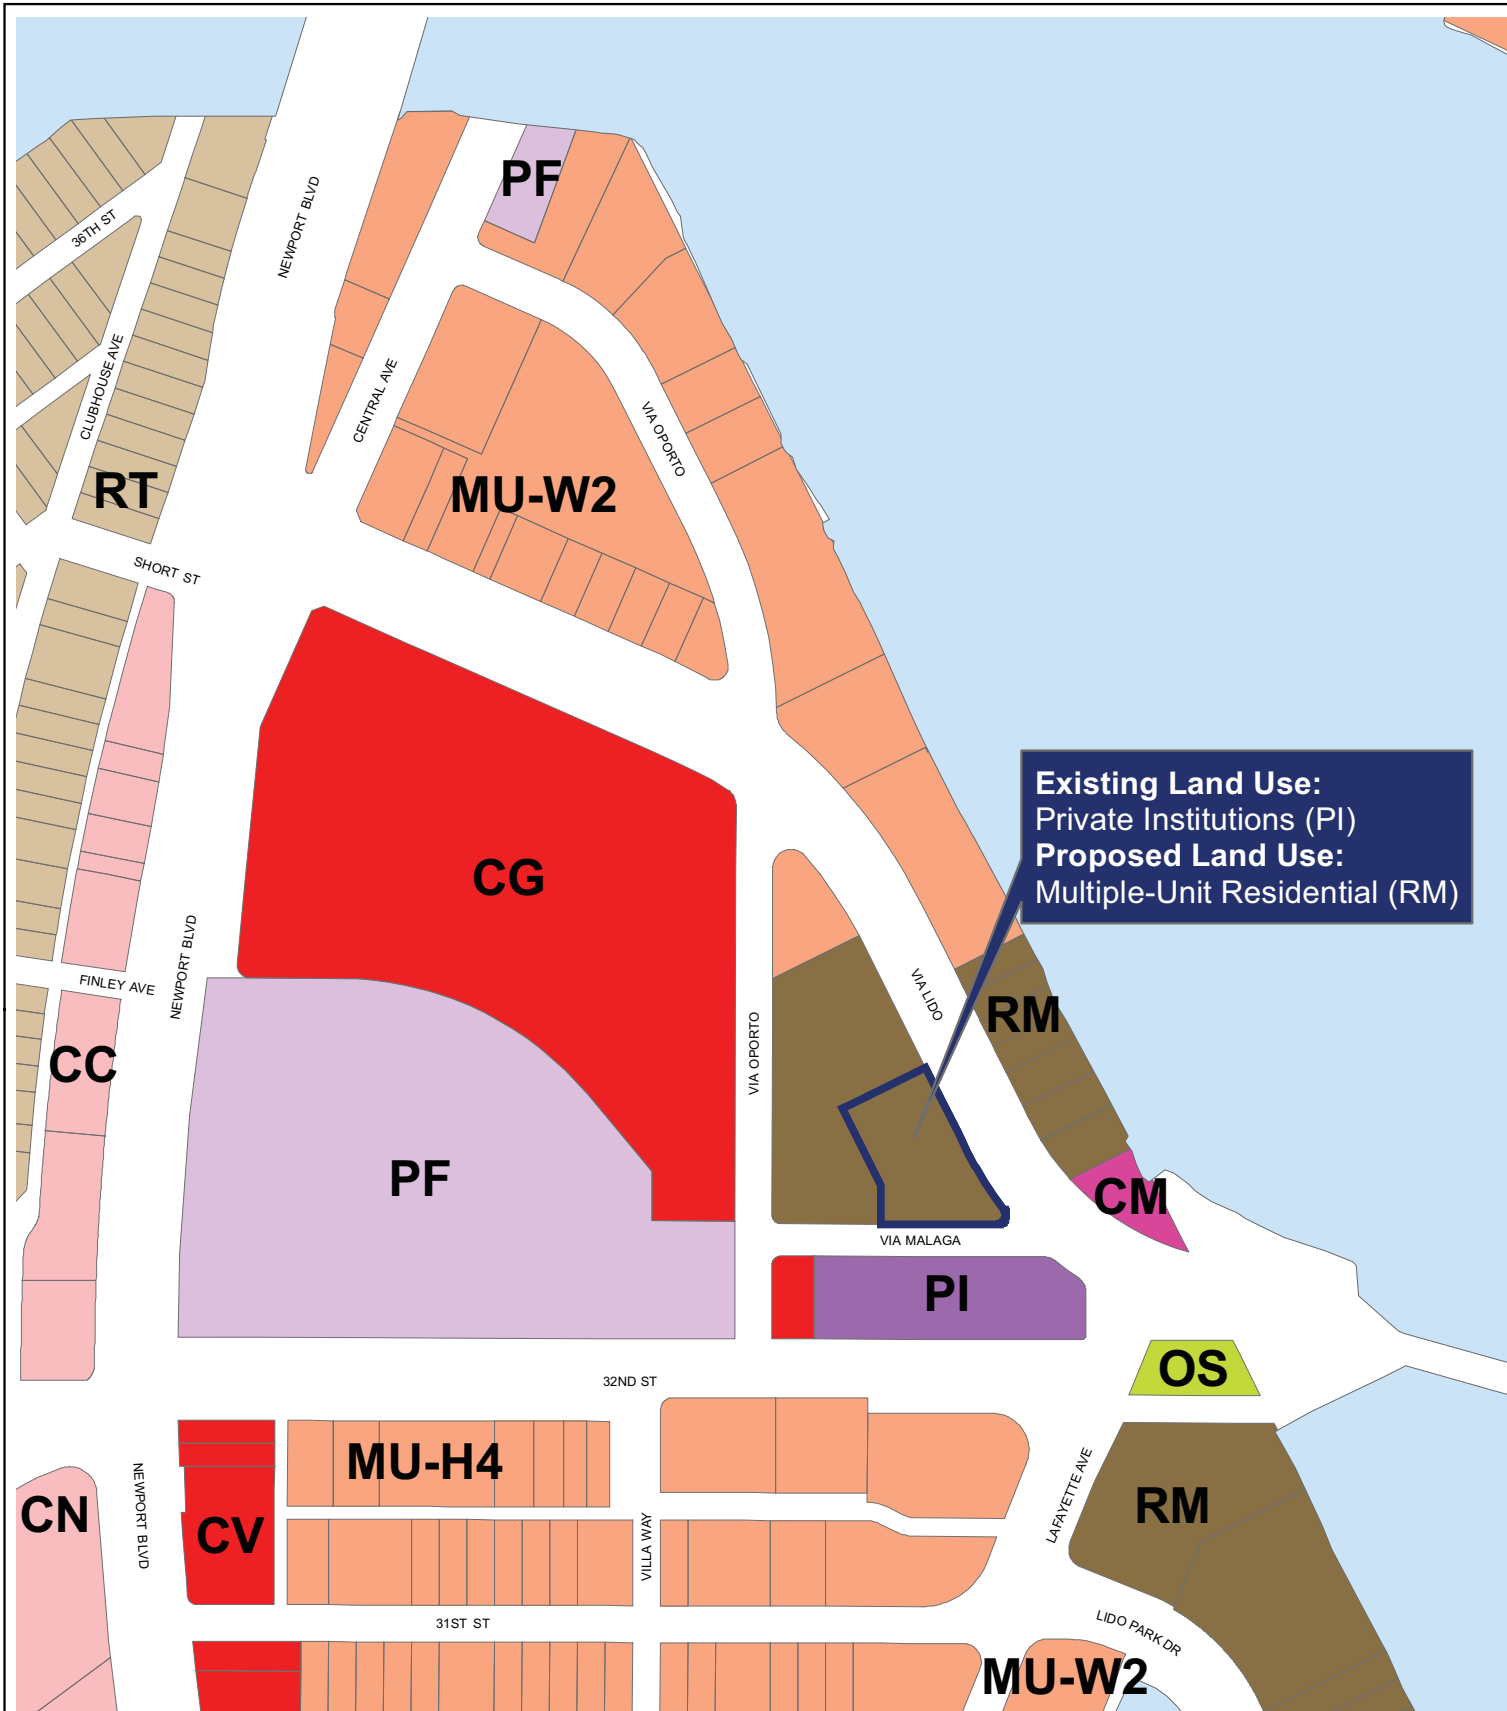 PF
36TH ST
NEWPORT BLVD
CLUBHOUSE AVE
CENTRAL AVE
VIA OPORTO
RT
MU-W2
SHORT ST
Existing Land Use:
Private Institutions (PI)
Proposed Land Use:
Multiple-Unit Residential (RM)
CG
NEWPORT BLVD
FINLEY AVE
VIA LIDO
RM
CC
VIA OPORTO
PF
CM
VIA MALAGA
PI
OS
32ND ST
MU-H4
CN
NEWPORT BLVD
CV
VILLA WAY
LAFAYETTE AVE
RM
31ST ST
LIDO PARK DR
MU-W2